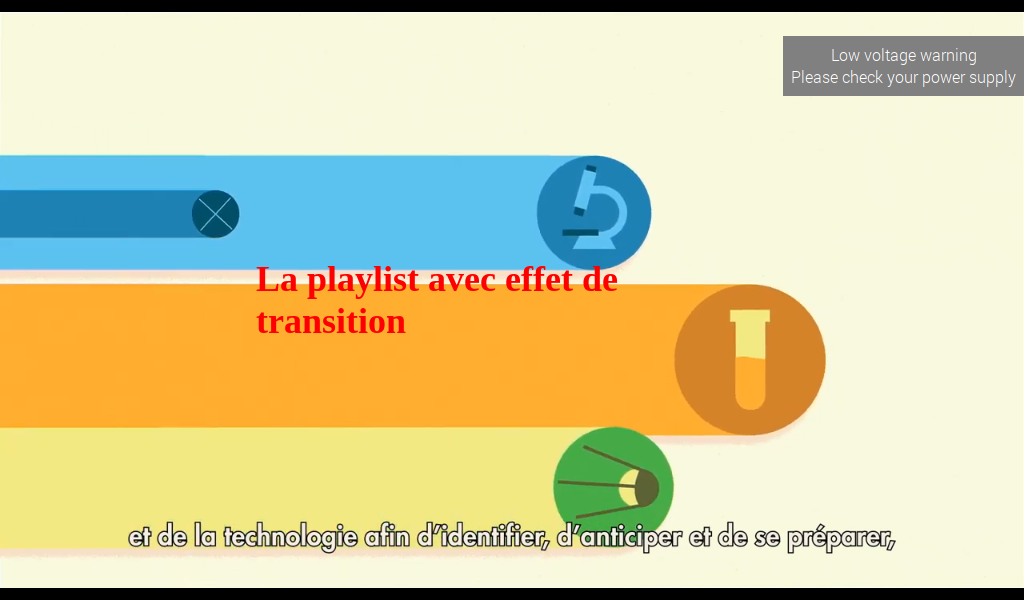 Low voltage warning
Please check your power supply
La playlist avec effet de
transition
et de la technologie afin d'identifier, d'anticiper et de se préparer,